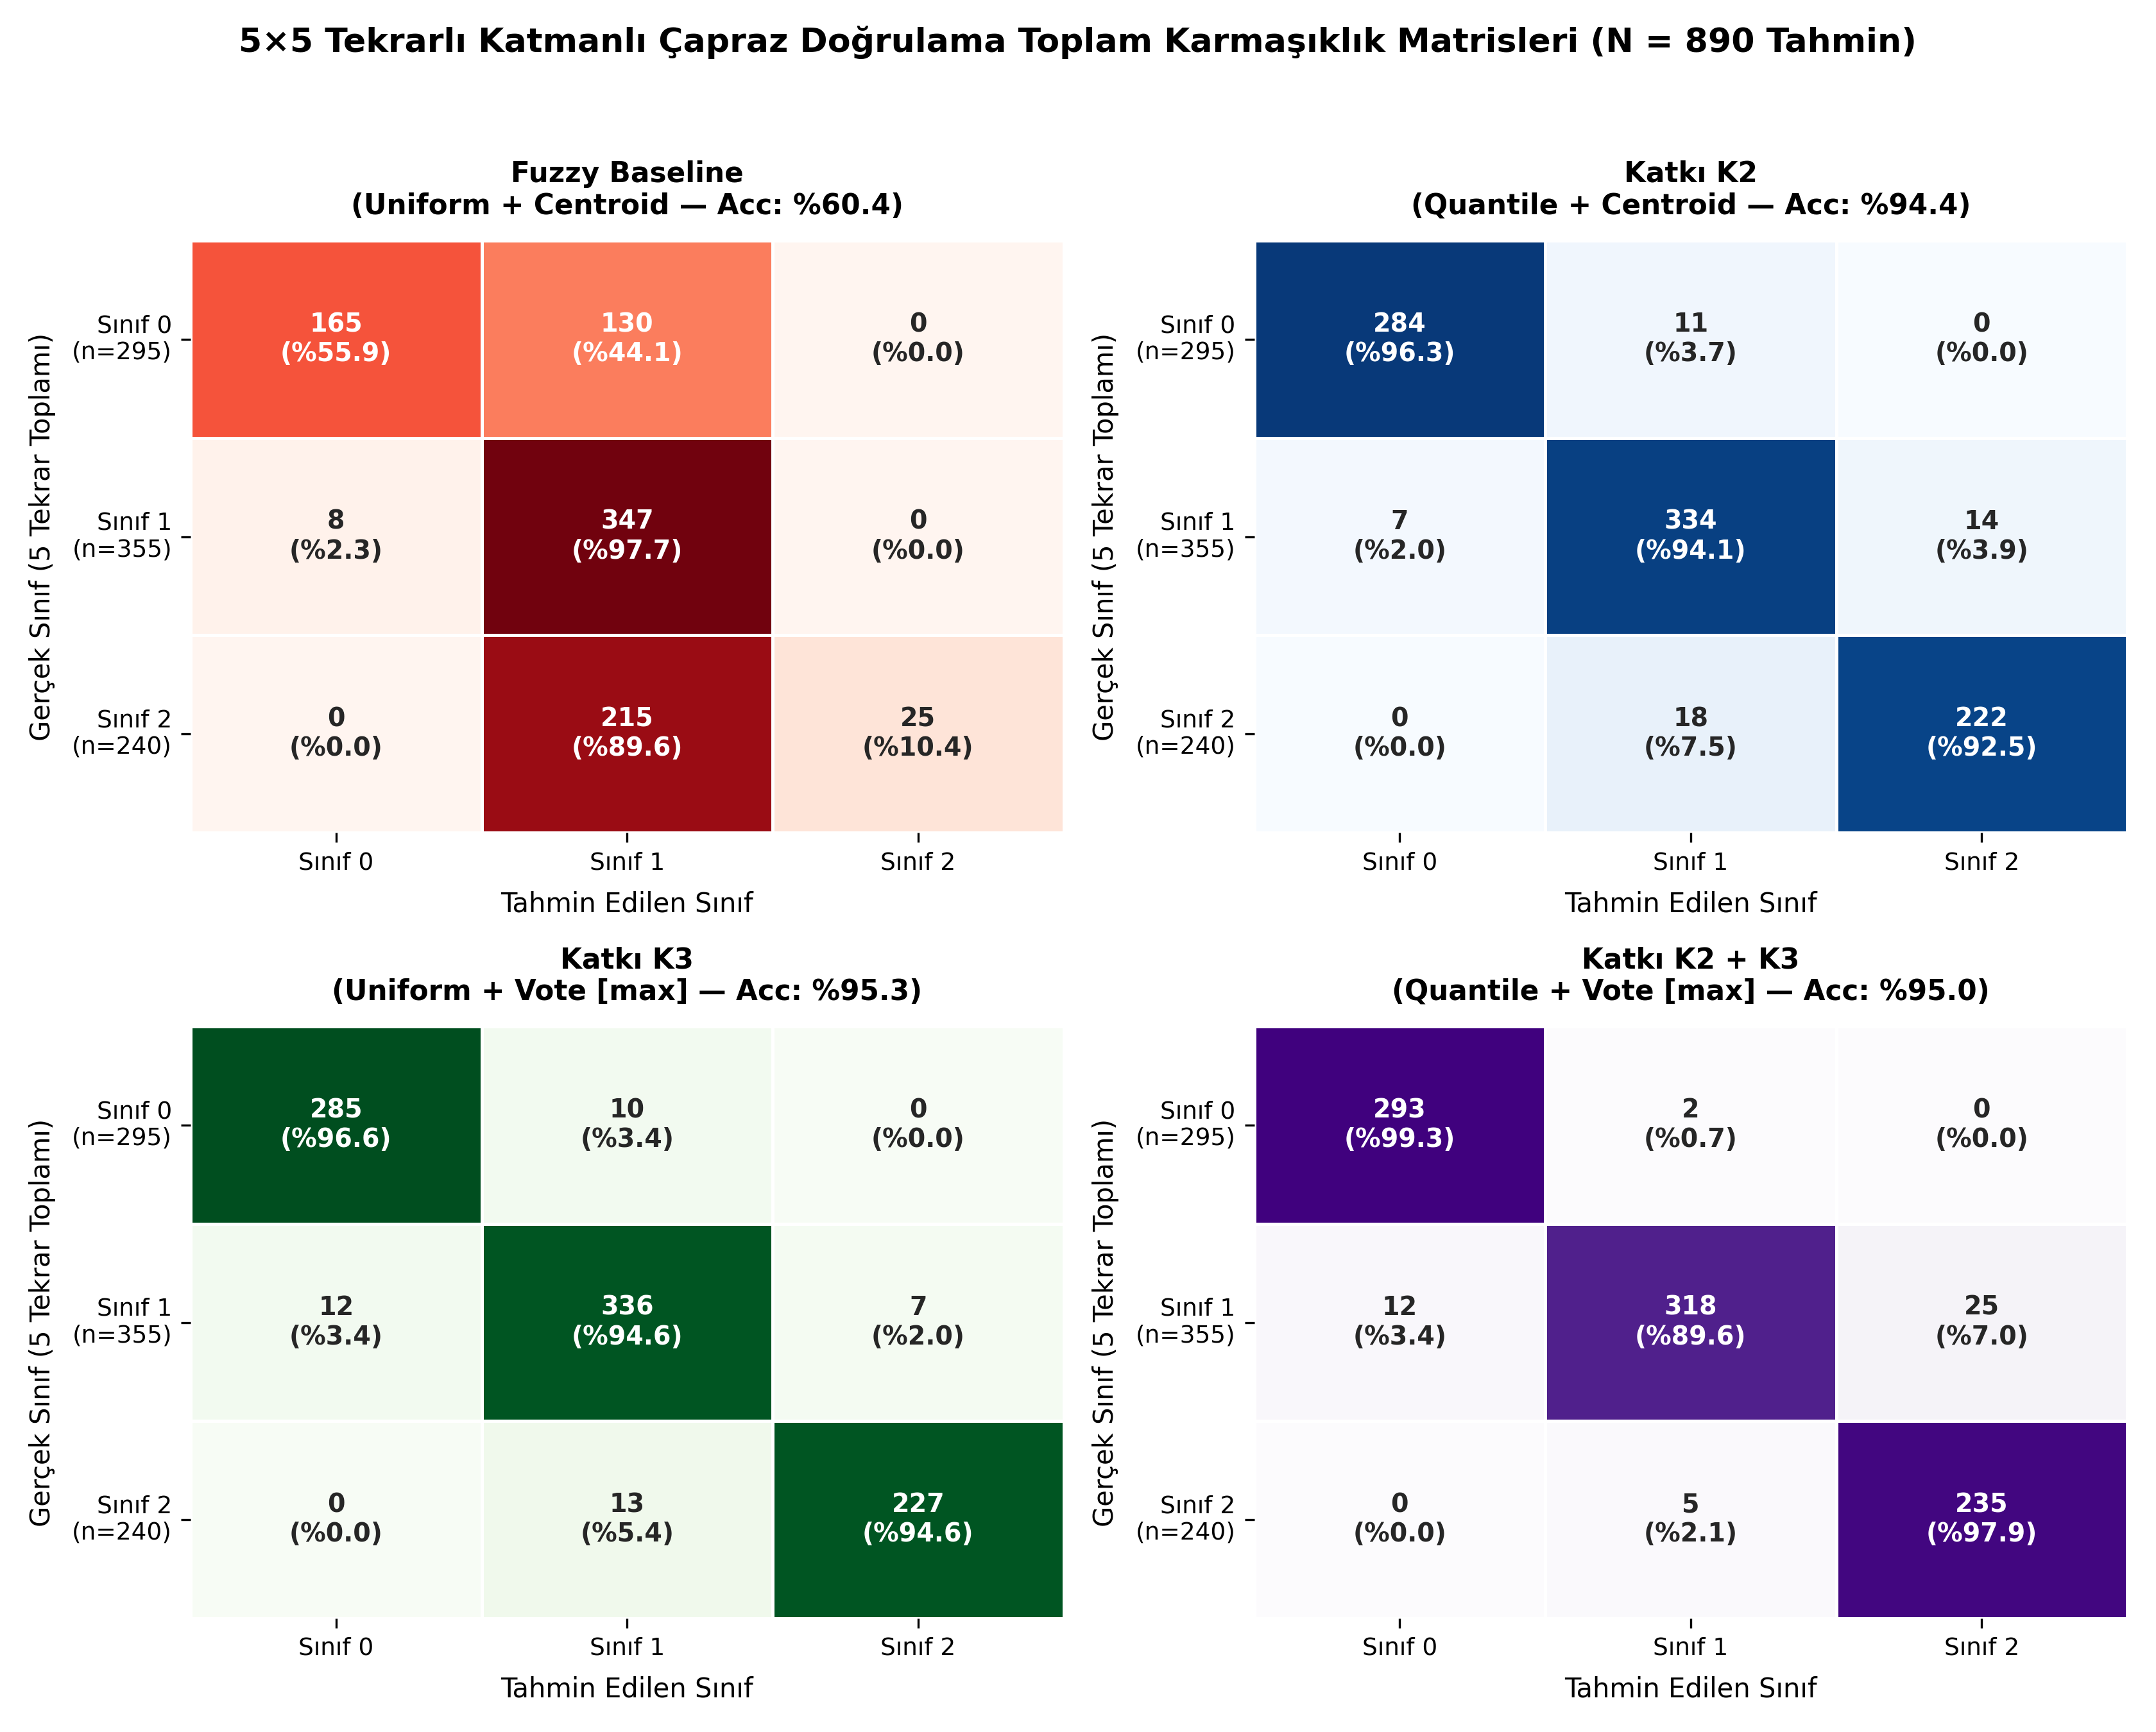 5×5 Tekrarlı Katmanlı Çapraz Doğrulama Toplam Karmaşıklık Matrisleri (N = 890 Tahmin)
Fuzzy Baseline
(Uniform + Centroid — Acc: %60.4)
Gerçek Sınıf (5 Tekrar Toplamı)
Sınıf 0
(n=295)
165
(%55.9)
130
(%44.1)
0
(%0.0)
Sınıf 1
(n=355)
8
(%2.3)
347
(%97.7)
0
(%0.0)
Sınıf 2
(n=240)
0
(%0.0)
215
(%89.6)
25
(%10.4)
Sınıf 0
Sınıf 1
Sınıf 2
Tahmin Edilen Sınıf
Katkı K2
(Quantile + Centroid — Acc: %94.4)
Gerçek Sınıf (5 Tekrar Toplamı)
Sınıf 0
(n=295)
284
(%96.3)
11
(%3.7)
0
(%0.0)
Sınıf 1
(n=355)
7
(%2.0)
334
(%94.1)
14
(%3.9)
Sınıf 2
(n=240)
0
(%0.0)
18
(%7.5)
222
(%92.5)
Sınıf 0
Sınıf 1
Sınıf 2
Tahmin Edilen Sınıf
Katkı K3
(Uniform + Vote [max] — Acc: %95.3)
Gerçek Sınıf (5 Tekrar Toplamı)
Sınıf 0
(n=295)
285
(%96.6)
10
(%3.4)
0
(%0.0)
Sınıf 1
(n=355)
12
(%3.4)
336
(%94.6)
7
(%2.0)
Sınıf 2
(n=240)
0
(%0.0)
13
(%5.4)
227
(%94.6)
Sınıf 0
Sınıf 1
Sınıf 2
Tahmin Edilen Sınıf
Katkı K2 + K3
(Quantile + Vote [max] — Acc: %95.0)
Gerçek Sınıf (5 Tekrar Toplamı)
Sınıf 0
(n=295)
293
(%99.3)
2
(%0.7)
0
(%0.0)
Sınıf 1
(n=355)
12
(%3.4)
318
(%89.6)
25
(%7.0)
Sınıf 2
(n=240)
0
(%0.0)
5
(%2.1)
235
(%97.9)
Sınıf 0
Sınıf 1
Sınıf 2
Tahmin Edilen Sınıf